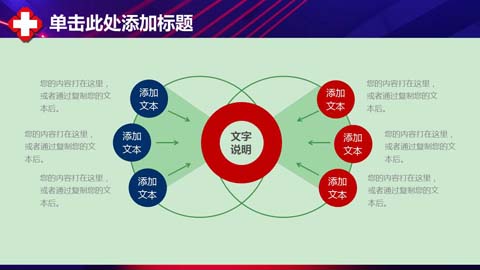 单击此处添加标题
您的内容打在这里，
或者通过复制您的文
本后。
添加
文本
添加
文本
您的内容打在这里，
或者通过复制您的文
本后。
您的内容打在这里，
或者通过复制您的文
本后。
添加
文本
文字
说明
添加
文本
您的内容打在这里，
或者通过复制您的文
本后。
您的内容打在这里，
或者通过复制您的文
本后。
添加
文本
添加
文本
您的内容打在这里，
或者通过复制您的文
本后。